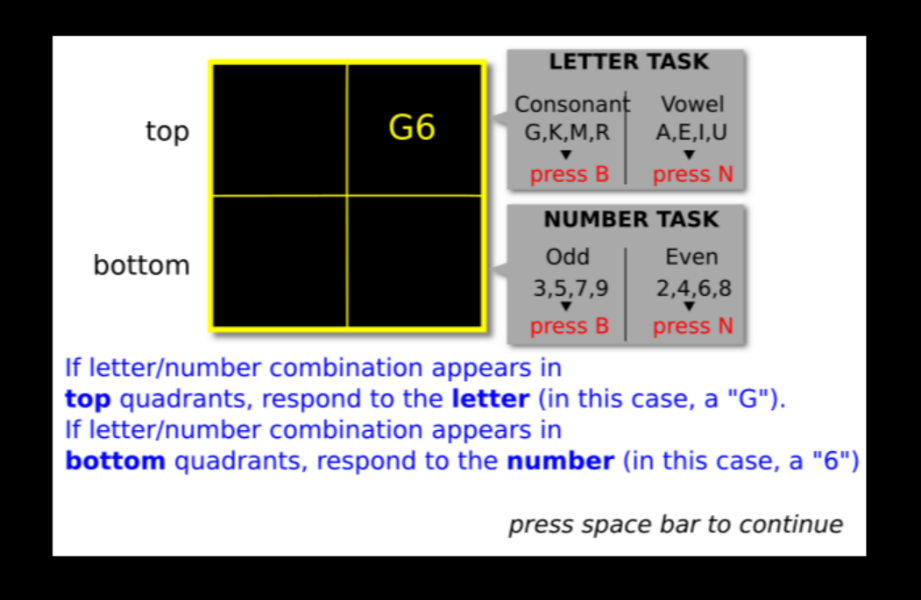 top
G6
bottom
LETTER TASK
Consonant Vowel
G,K,M,R A,E,I,U
press B press N
NUMBER TASK
Odd Even
3,5,7,9 2,4,6,8
press B press N
If letter/number combination appears in
top quadrants, respond to the letter (in this case, a "G").
If letter/number combination appears in
bottom quadrants, respond to the number (in this case, a "6")
press space bar to continue